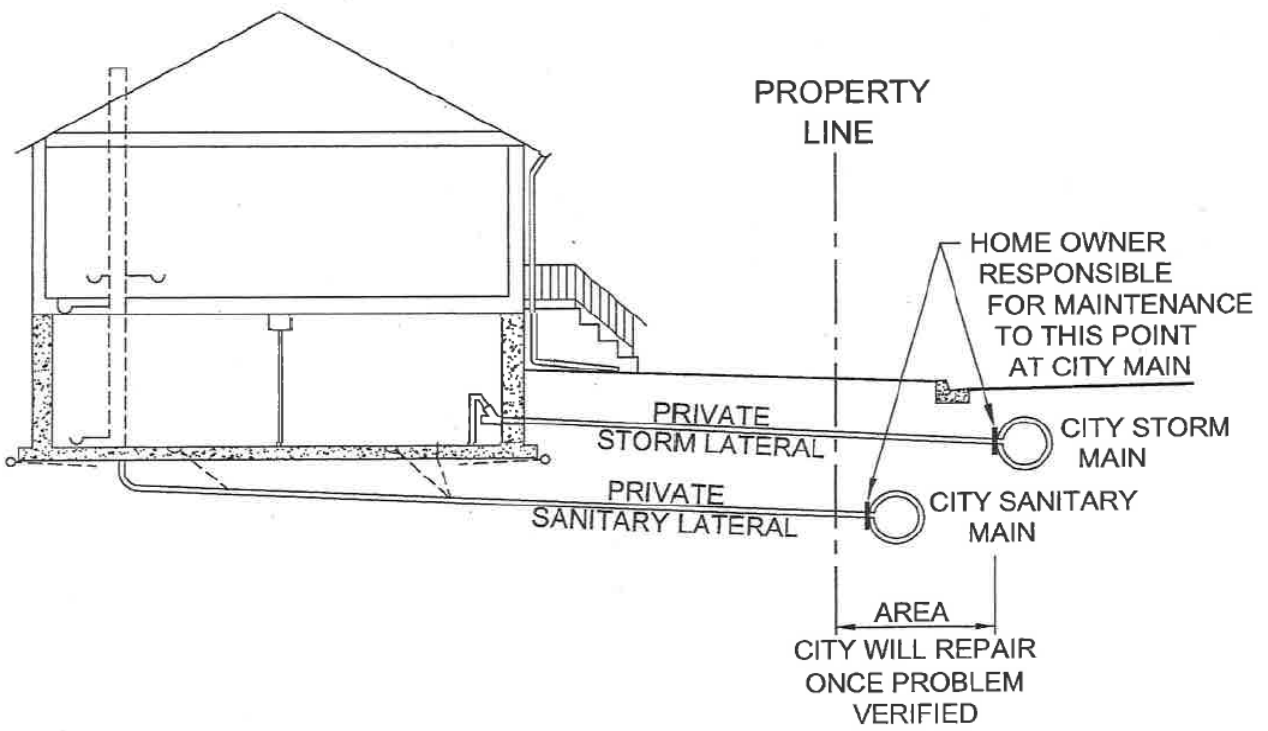 PROPERTY
LINE
HOME OWNER
RESPONSIBLE
FOR MAINTENANCE
TO THIS POINT
AT CITY MAIN
PRIVATE
STORM LATERAL
CITY STORM
MAIN
PRIVATE
SANITARY LATERAL
CITY SANITARY
MAIN
AREA
CITY WILL REPAIR
ONCE PROBLEM
VERIFIED